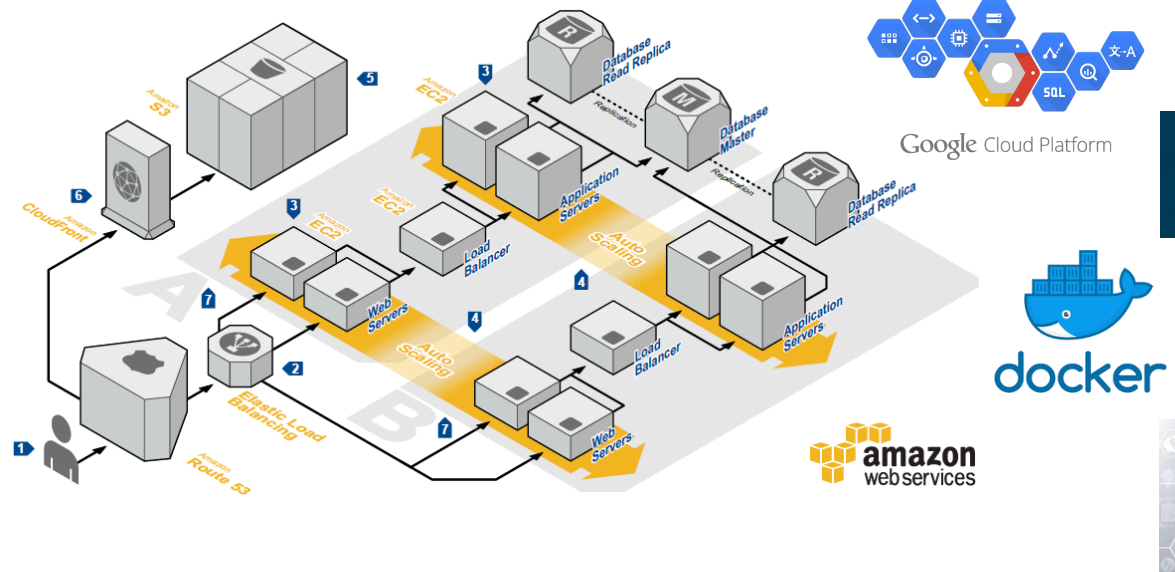 1
Amazon
Route 53
2
Elastic Load
Balancing
6
Amazon
CloudFront
Amazon
S3
5
A
B
7
7
3
Amazon
EC2
Web
Servers
Auto
Scaling
4
Web
Servers
Amazon
EC2
Load
Balancer
Load
Balancer
3
Amazon
EC2
Application
Servers
Auto
Scaling
4
Application
Servers
R
Database
Read Replica
Replication
M
Database
Master
Replication
R
Database
Read Replica
SQL
文→A
Google Cloud Platform
docker
amazon
webservices